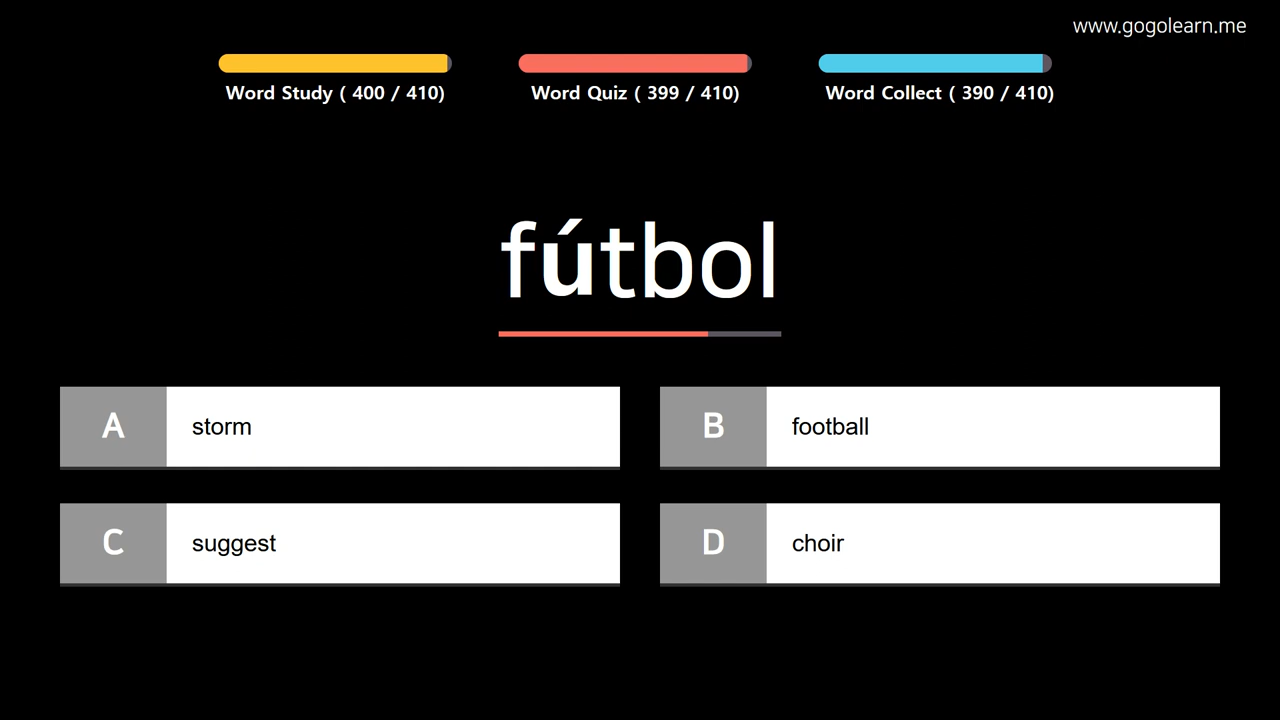 www.gogolearn.me
Word Study ( 400 / 410) Word Quiz ( 399 / 410) Word Collect ( 390 / 410)
fútbol
A storm
B football
C suggest
D choir